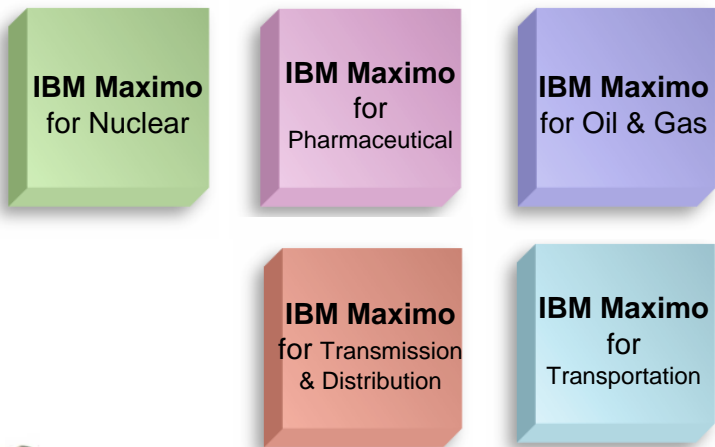 IBM Maximo
for Nuclear
IBM Maximo
for
Pharmaceutical
IBM Maximo
for Oil & Gas
IBM Maximo
for Transmission
& Distribution
IBM Maximo
for
Transportation